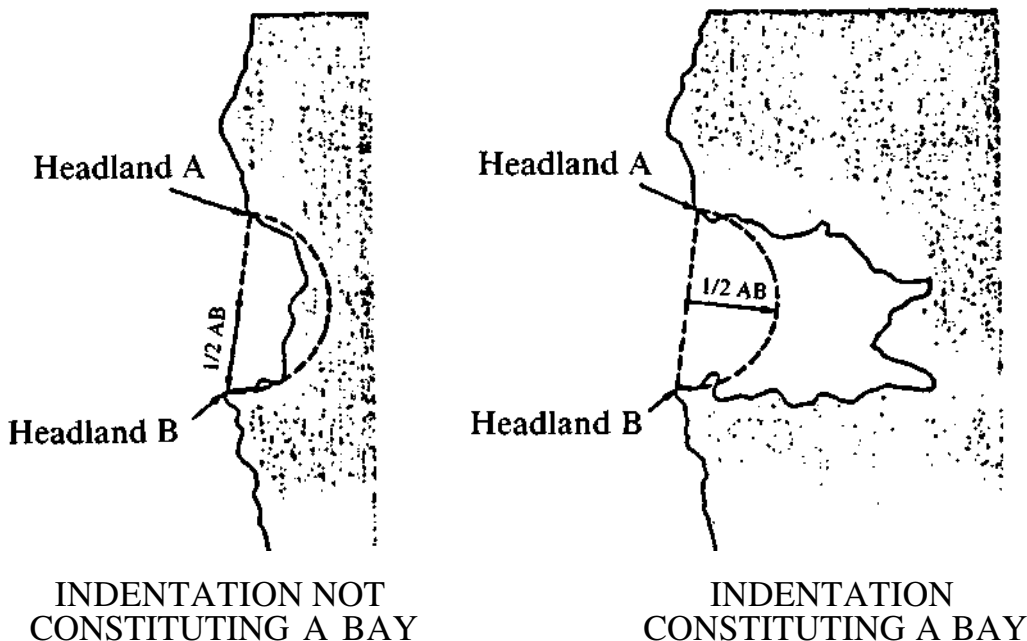 Headland A
1/2 AB
Headland B
INDENTATION NOT
CONSTITUTING A BAY
Headland A
1/2 AB
Headland B
INDENTATION
CONSTITUTING A BAY